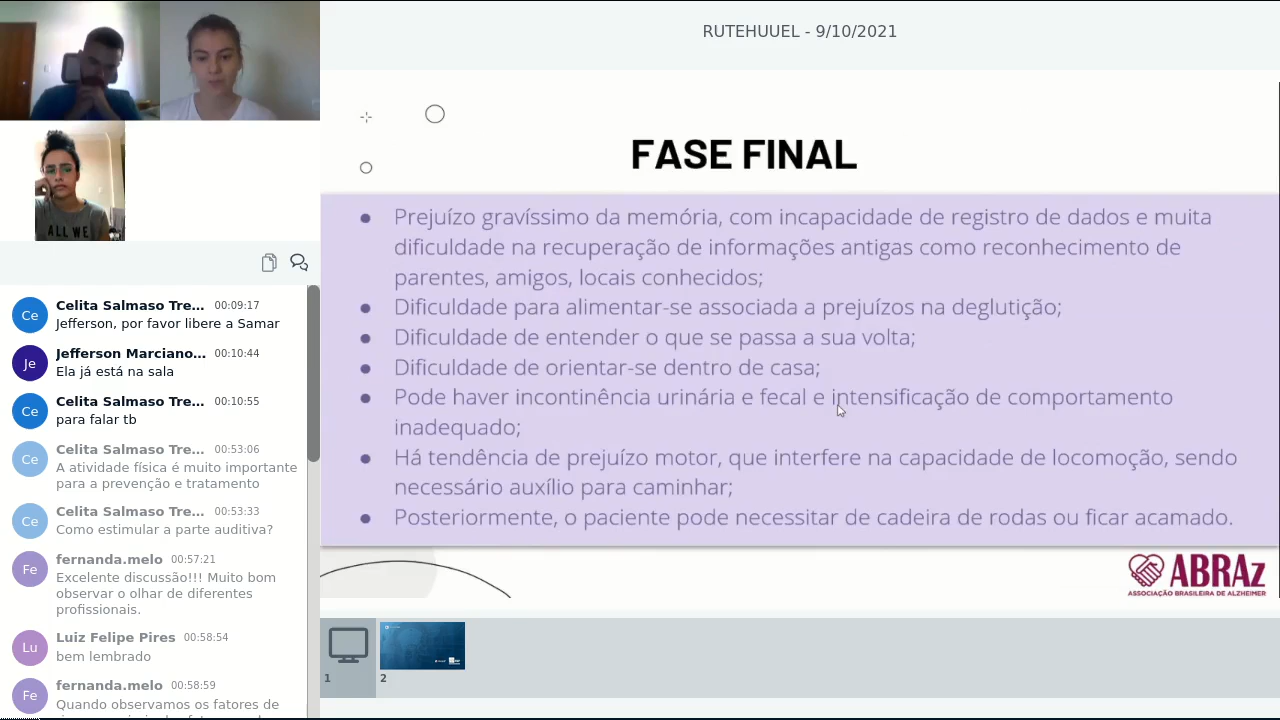 RUTEHUUEL - 9/10/2021
ALL WE
Celita Salmaso Tre... 00:09:17
Jefferson, por favor libere a Samar
Je
Jefferson Marciano... 00:10:44
Ela já está na sala
Ce
Celita Salmaso Tre... 00:10:55
para falar tb
Ce
Celita Salmaso Tre... 00:53:06
A atividade física é muito importante
para a prevenção e tratamento
Ce
Celita Salmaso Tre... 00:53:33
Como estimular a parte auditiva?
Ce
fernanda.melo 00:57:21
Excelente discussão!!! Muito bom
observar o olhar de diferentes
profissionais.
Fe
Luiz Felipe Pires 00:58:54
bem lembrado
Lu
fernanda.melo 00:58:59
Quando observamos os fatores de
Fe
Ce
FASE FINAL
Prejuízo gravíssimo da memória, com incapacidade de registro de dados e muita
dificuldade na recuperação de informações antigas como reconhecimento de
parentes, amigos, locais conhecidos;
Dificuldade para alimentar-se associada a prejuízos na deglutição;
Dificuldade de entender o que se passa a sua volta;
Dificuldade de orientar-se dentro de casa;
Pode haver incontinência urinária e fecal e intensificação de comportamento
inadequado;
Há tendência de prejuízo motor, que interfere na capacidade de locomoção, sendo
necessário auxílio para caminhar;
Posteriormente, o paciente pode necessitar de cadeira de rodas ou ficar acamado.
ABRAz
ASSOCIAÇÃO BRASILEIRA DE ALZHEIMER
1
2